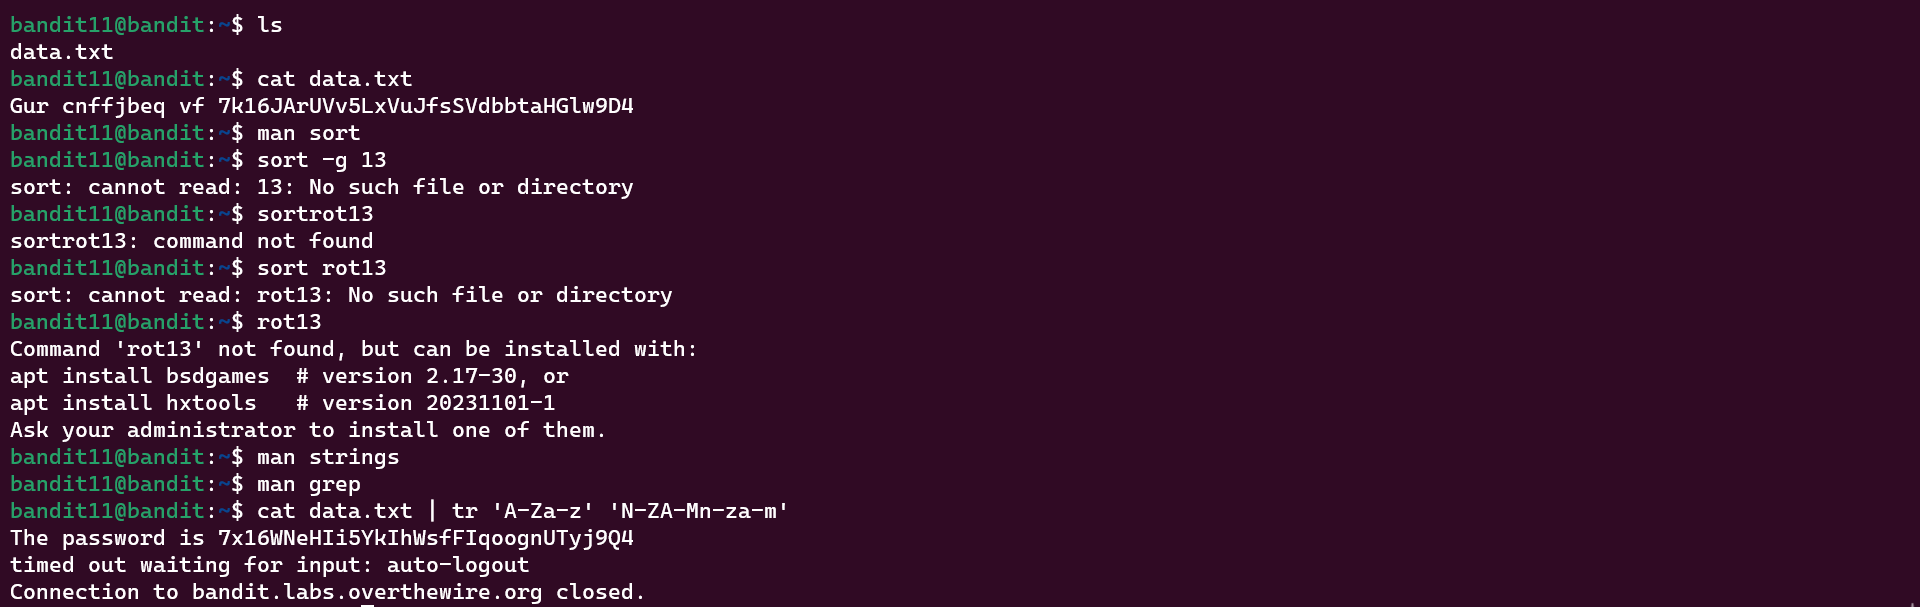 bandit11@bandit:~$ ls
data.txt
bandit11@bandit:~$ cat data.txt
Gur cnffjbeq vf 7k16JArUVv5LxVuJfsSVdbbtaHGlw9D4
bandit11@bandit:~$ man sort
bandit11@bandit:~$ sort -g 13
sort: cannot read: 13: No such file or directory
bandit11@bandit:~$ sortrot13
sortrot13: command not found
bandit11@bandit:~$ sort rot13
sort: cannot read: rot13: No such file or directory
bandit11@bandit:~$ rot13
Command 'rot13' not found, but can be installed with:
apt install bsdgames  # version 2.17-30, or
apt install hxtools   # version 20231101-1
Ask your administrator to install one of them.
bandit11@bandit:~$ man strings
bandit11@bandit:~$ man grep
bandit11@bandit:~$ cat data.txt | tr 'A-Za-z' 'N-ZA-Mn-za-m'
The password is 7x16WNeHIi5YkIhWsfFIqoognUTyj9Q4
timed out waiting for input: auto-logout
Connection to bandit.labs.overthewire.org closed.